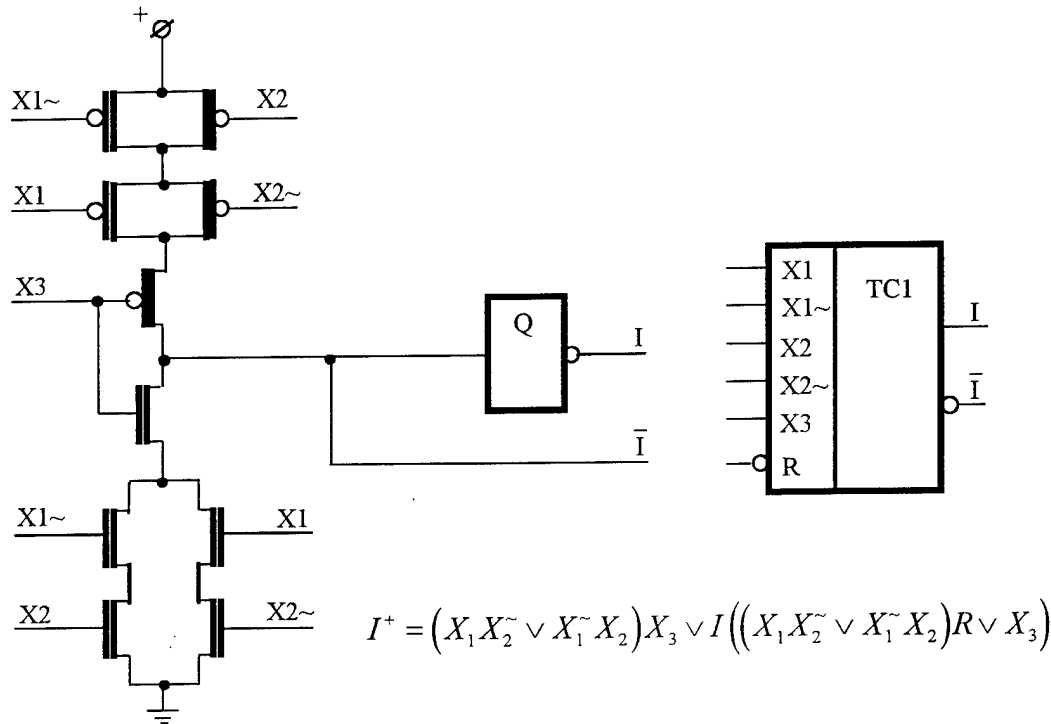 +
X1~ X2
X1 X2~
X3
Q
I
Ī
X1~ X1
X2 X2~
X1 TC1
X1~
X2
X2~
X3
R
I
Ī
I⁺ = (X₁X₂~ ∨ X₁~X₂)X₃ ∨ I((X₁X₂~ ∨ X₁~X₂)R ∨ X₃)